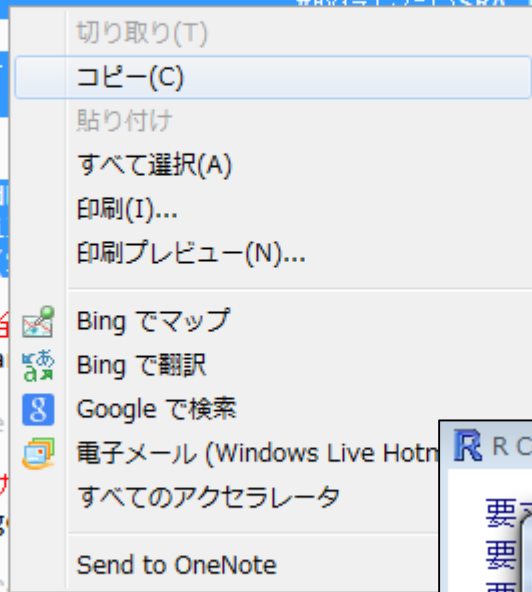 切り取り(T)
コピー(C)
貼り付け
すべて選択(A)
印刷(I)...
印刷プレビュー(N)...
Bing でマップ
Bing で翻訳
Google で検索
電子メール (Windows Live Hotm
すべてのアクセラレータ
Send to OneNote
R C
要
要